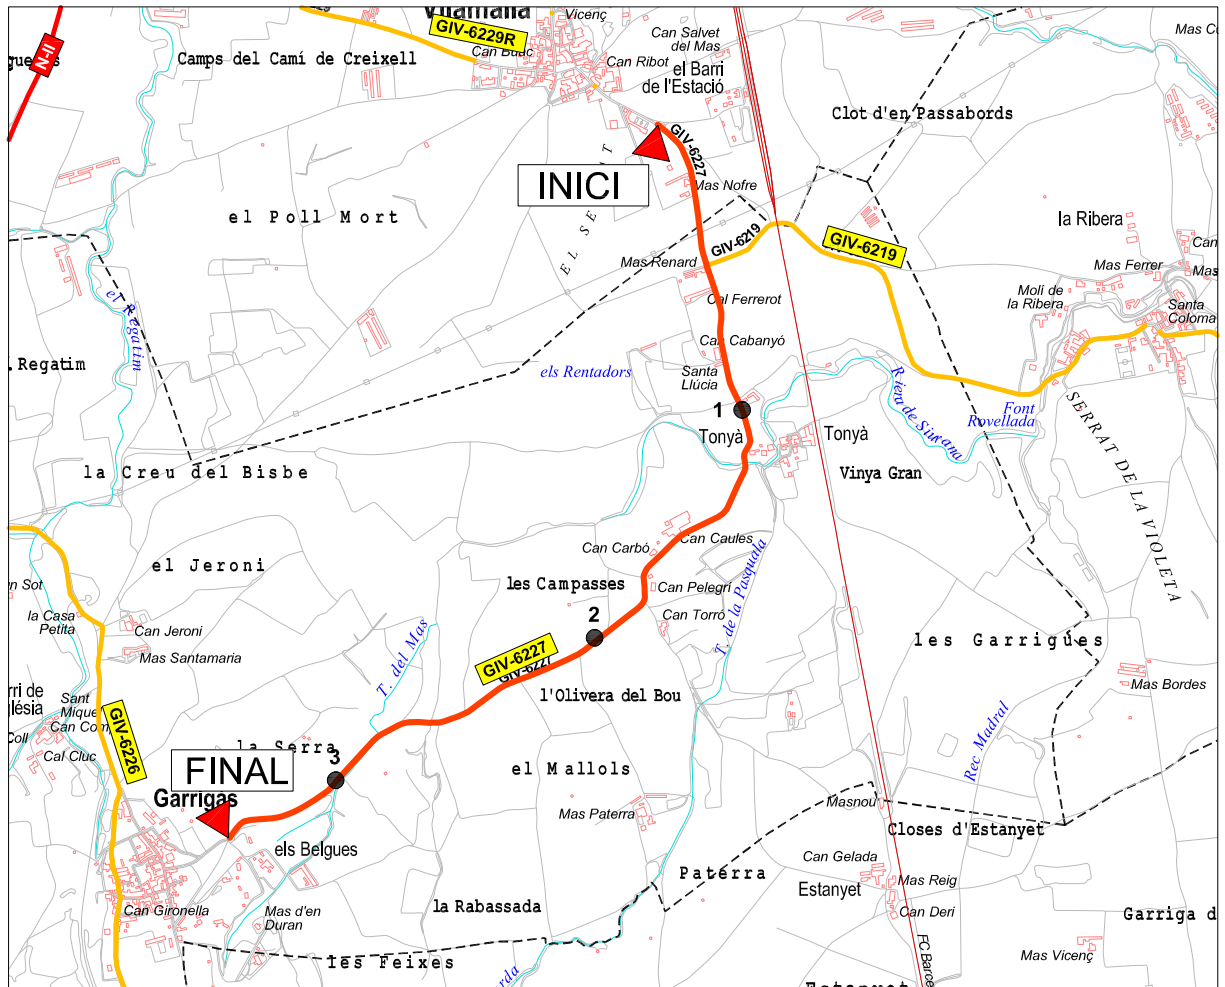 Vilamalla
Vicenç
N-II
GIV-6229R
Can Salvet
del Mas
Camps del Camí de Creixell
Can Ribot
el Barri
de l'Estació
Clot d'en Passabords
GIV-6227
INICI
Mas Nofre
el Poll Mort
la Ribera
GIV-6219
GIV-6219
Mas Renard
Mas Ferrer
Molí de
la Ribera
Santa
Coloma
el Regatim
Cal Ferrerot
Can Cabanyó
Regatim
els Rentadors
Santa
Llúcia
Riera de Siurana
Font
Rovellada
1
Tonyà
Tonyà
SERRAT DE LA VIOLETA
la Creu del Bisbe
Vinya Gran
Can Carbó
Can Caules
el Jeroni
les Campasses
Can Pelegrí
T. de la Pasquala
la Casa
Petita
Can Jeroni
Mas Santamaria
2
Can Torró
T. del Mas
les Garrigues
GIV-6227
GIV-6227
l'Olivera del Bou
Mas Bordes
Sant
Cal Cluc
GIV-6226
la Serra
3
FINAL
Garrigas
el Mallols
Rec Madral
Mas Paterra
Masnou
Closes d'Estanyet
els Belgues
Can Gelada
Paterra
Estanyet
Mas Reig
Can Deri
Can Gironella
Mas d'en
Duran
la Rabassada
Garriga d
les Feixes
Mas Vicenç
FC Barce